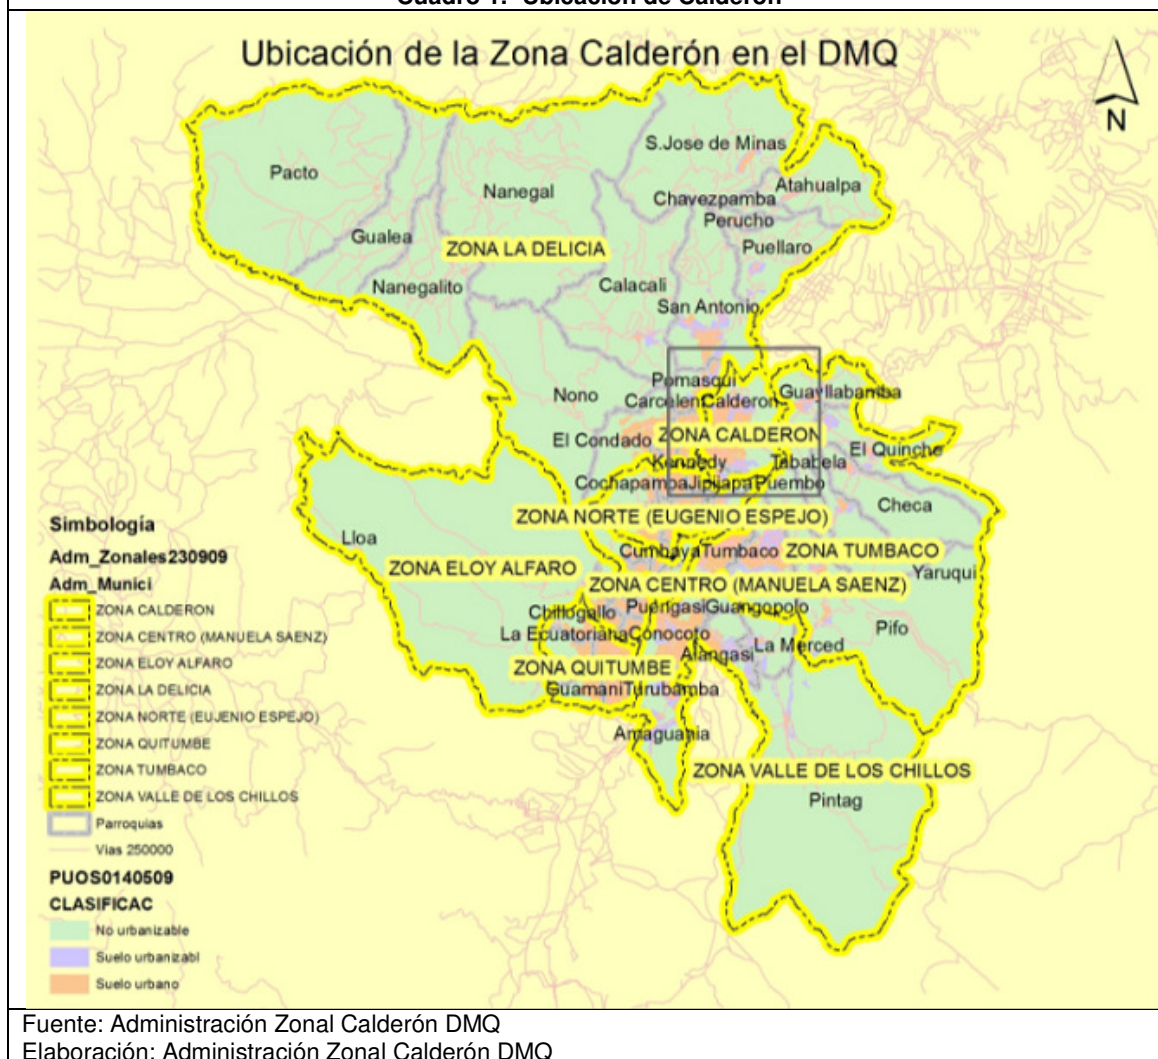 Cuadro 1. Ubicación de Calderón
Ubicación de la Zona Calderón en el DMQ
N
S.Jose de Minas
Pacto
Nanegal
Atahualpa
Chavezpamba
Perucho
Gualea
ZONA LA DELICIA
Puellaro
Nanegalito
Calacali
San Antonio
Pomasqui
Nono
Carcelen
Calderon
Guayllabamba
El Condado
ZONA CALDERON
El Quinche
Kennedy
Tababela
Cochapamba
Jipijapa
Puembo
Checa
ZONA NORTE (EUGENIO ESPEJO)
Lloa
Cumbaya
Tumbaco
ZONA TUMBACO
ZONA ELOY ALFARO
Yaruqui
ZONA CENTRO (MANUELA SAENZ)
Chillogallo
Puengasi
Guangopolo
La Ecuatoriana
Conocoto
Pifo
Alangasi
La Merced
ZONA QUITUMBE
Guamani
Turubamba
Amaguania
ZONA VALLE DE LOS CHILLOS
Pintag
Simbología
Adm_Zonales230909
Adm_Munici
ZONA CALDERON
ZONA CENTRO (MANUELA SAENZ)
ZONA ELOY ALFARO
ZONA LA DELICIA
ZONA NORTE (EUJENIO ESPEJO)
ZONA QUITUMBE
ZONA TUMBACO
ZONA VALLE DE LOS CHILLOS
Parroquias
Vias 250000
PUOS0140509
CLASIFICAC
No urbanizable
Suelo urbanizabl
Suelo urbano
Fuente: Administración Zonal Calderón DMQ
Elaboración: Administración Zonal Calderón DMQ